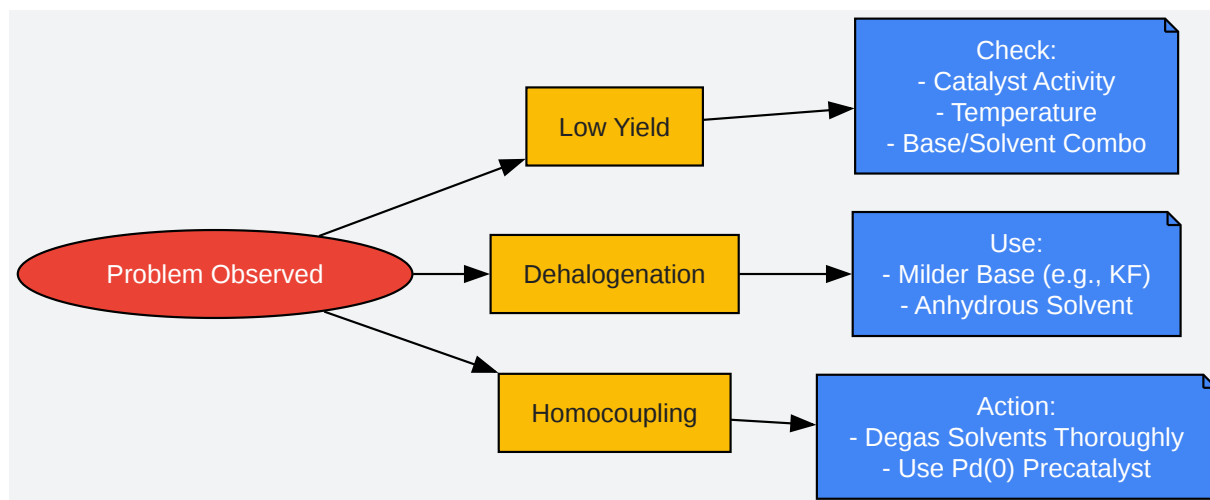 Problem Observed
Low Yield
Check:
- Catalyst Activity
- Temperature
- Base/Solvent Combo
Dehalogenation
Use:
- Milder Base (e.g., KF)
- Anhydrous Solvent
Homocoupling
Action:
- Degas Solvents Thoroughly
- Use Pd(0) Precatalyst